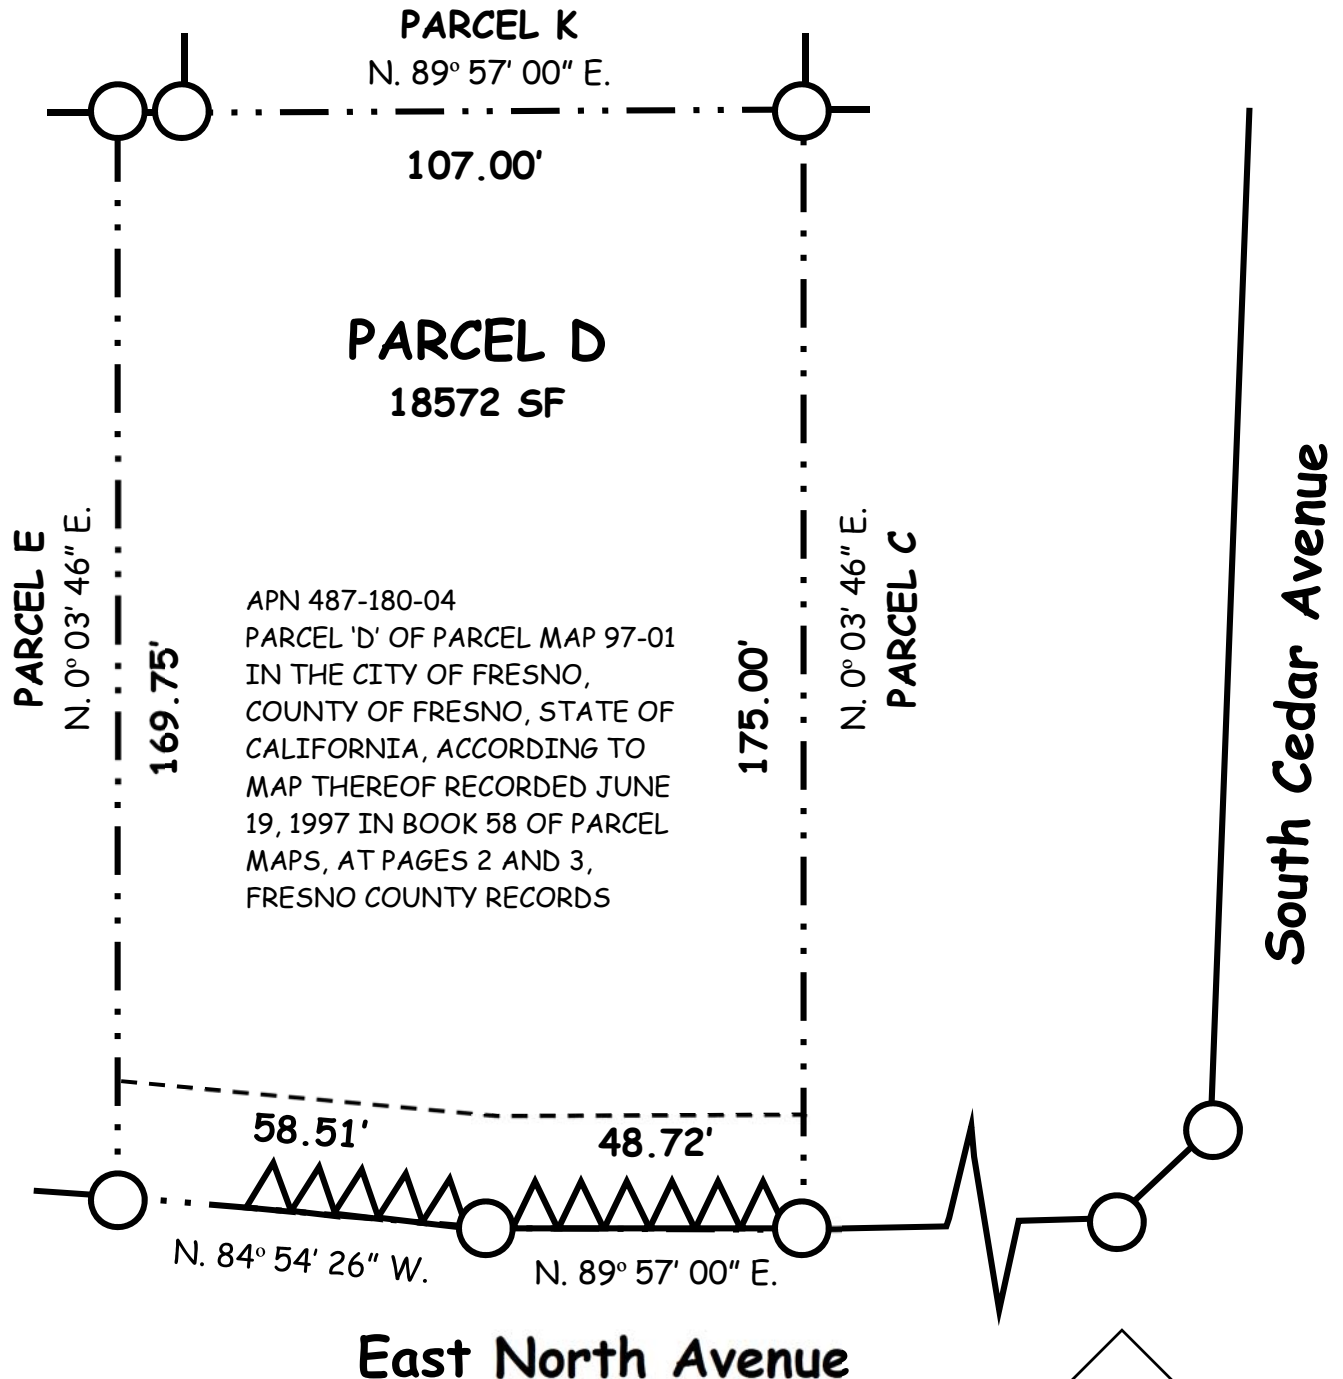 PARCEL K
N. 89° 57' 00" E.
107.00'
PARCEL D
18572 SF
PARCEL E
N. 0° 03' 46" E.
169.75'
APN 487-180-04
PARCEL 'D' OF PARCEL MAP 97-01
IN THE CITY OF FRESNO,
COUNTY OF FRESNO, STATE OF
CALIFORNIA, ACCORDING TO
MAP THEREOF RECORDED JUNE
19, 1997 IN BOOK 58 OF PARCEL
MAPS, AT PAGES 2 AND 3,
FRESNO COUNTY RECORDS
175.00'
N. 0° 03' 46" E.
PARCEL C
South Cedar Avenue
58.51'
48.72'
N. 84° 54' 26" W.
N. 89° 57' 00" E.
East North Avenue